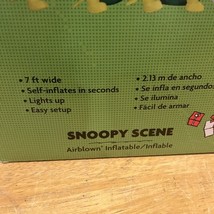 • 7 ft wide
• Self-inflates in seconds
• Lights up
• Easy setup
• 2.13 m de ancho
• Se infla en segundo
• Se ilumina
• Fácil de armar
SNOOPY SCENE
Airblown® Inflatable/Inflable